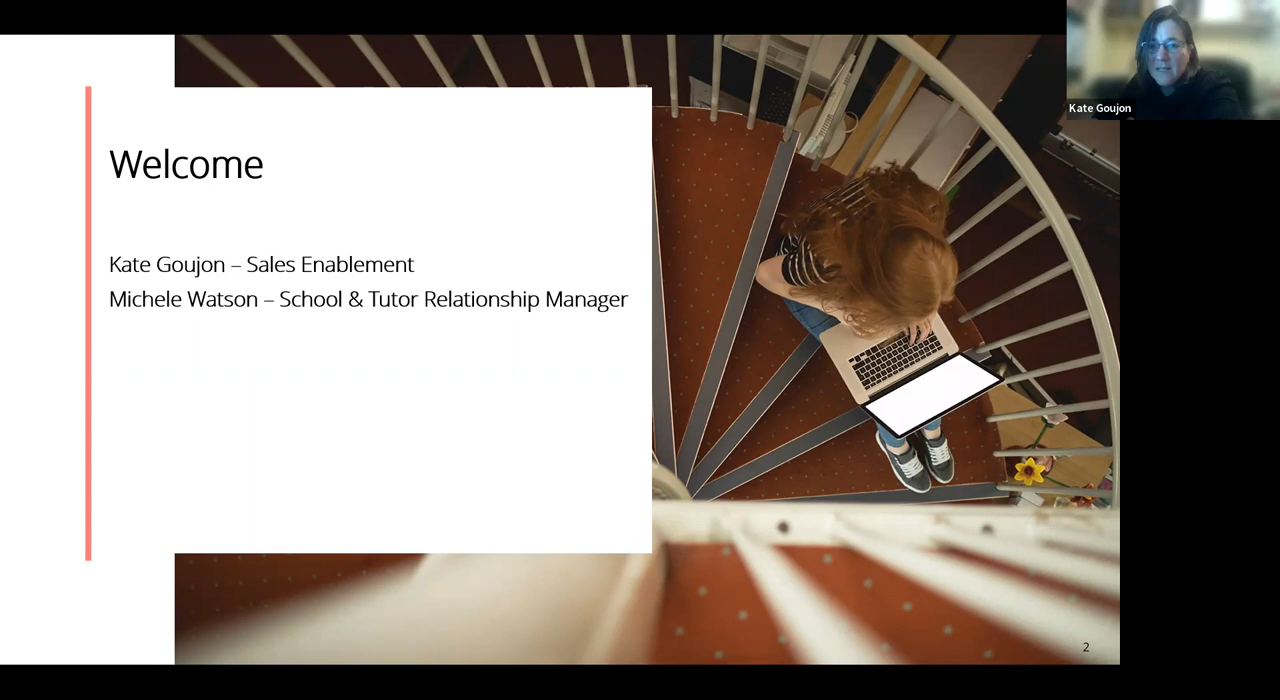 Kate Goujon
Welcome
Kate Goujon – Sales Enablement
Michele Watson – School & Tutor Relationship Manager
2